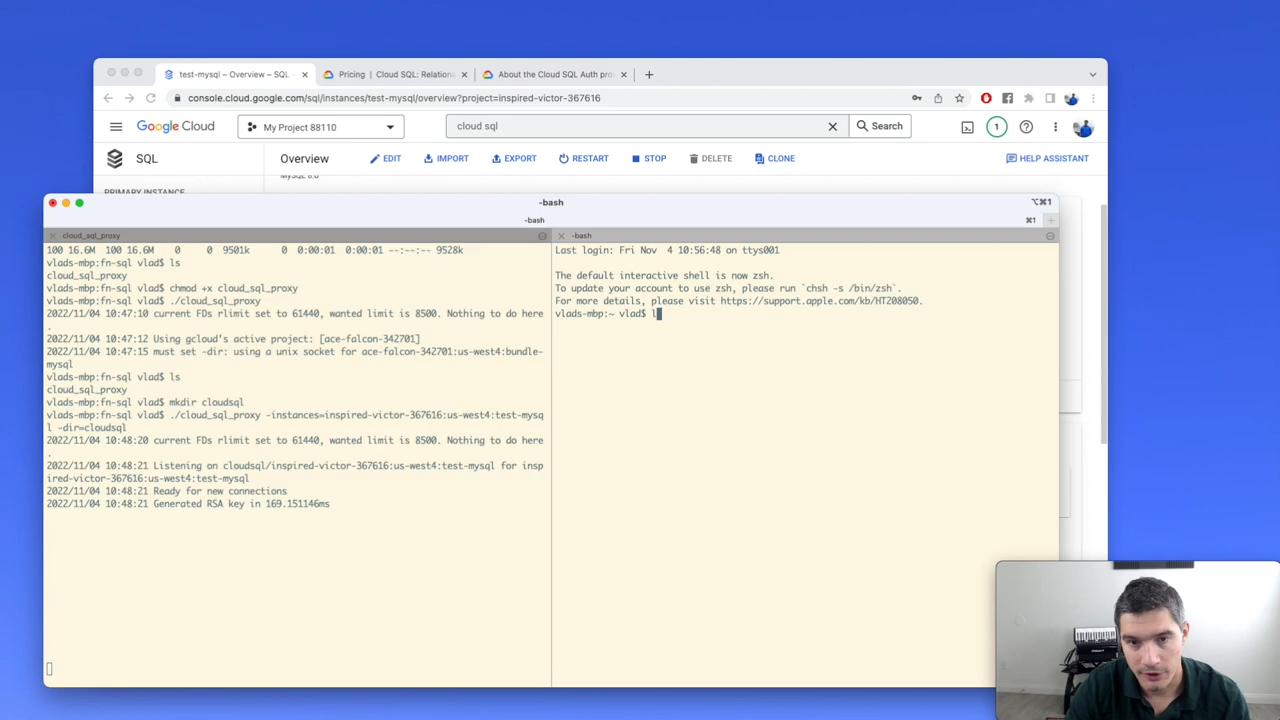 test-mysql – Overview – SQL -
Pricing | Cloud SQL: Relationa
About the Cloud SQL Auth pro
console.cloud.google.com/sql/instances/test-mysql/overview?project=inspired-victor-367616
Google Cloud
My Project 88110
cloud sql
Search
1
SQL
Overview
EDIT
IMPORT
EXPORT
RESTART
STOP
DELETE
CLONE
HELP ASSISTANT
MySQL 8.0
PRIMARY INSTANCE
-bash
⌥⌘1
-bash
⌘1
cloud_sql_proxy
100 16.6M 100 16.6M 0 0 9501k 0 0:00:01 0:00:01 --:--:-- 9528k
vlads-mbp:fn-sql vlad$ ls
cloud_sql_proxy
vlads-mbp:fn-sql vlad$ chmod +x cloud_sql_proxy
vlads-mbp:fn-sql vlad$ ./cloud_sql_proxy
2022/11/04 10:47:10 current FDs rlimit set to 61440, wanted limit is 8500. Nothing to do here
.
2022/11/04 10:47:12 Using gcloud's active project: [ace-falcon-342701]
2022/11/04 10:47:15 must set -dir: using a unix socket for ace-falcon-342701:us-west4:bundle-
mysql
vlads-mbp:fn-sql vlad$ ls
cloud_sql_proxy
vlads-mbp:fn-sql vlad$ mkdir cloudsql
vlads-mbp:fn-sql vlad$ ./cloud_sql_proxy -instances=inspired-victor-367616:us-west4:test-mysq
l -dir=cloudsql
2022/11/04 10:48:20 current FDs rlimit set to 61440, wanted limit is 8500. Nothing to do here
.
2022/11/04 10:48:21 Listening on cloudsql/inspired-victor-367616:us-west4:test-mysql for insp
ired-victor-367616:us-west4:test-mysql
2022/11/04 10:48:21 Ready for new connections
2022/11/04 10:48:21 Generated RSA key in 169.151146ms
-bash
Last login: Fri Nov 4 10:56:48 on ttys001
The default interactive shell is now zsh.
To update your account to use zsh, please run `chsh -s /bin/zsh`.
For more details, please visit https://support.apple.com/kb/HT208050.
vlads-mbp:~ vlad$ l